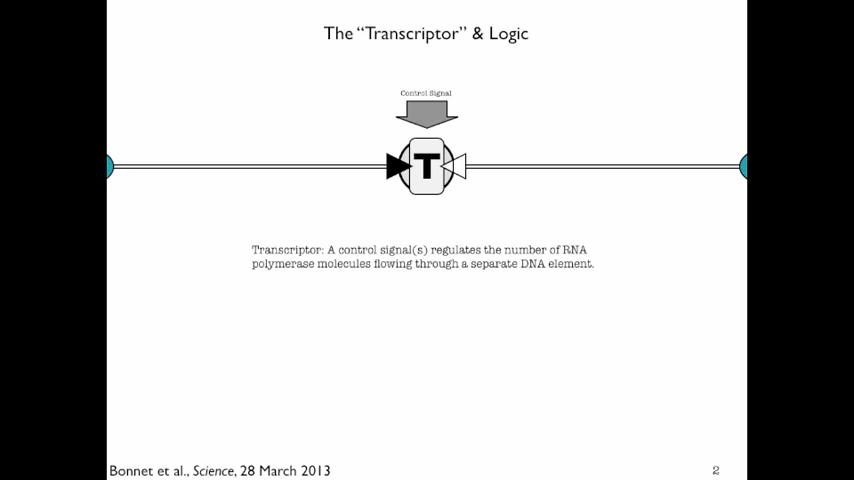 The “Transcriptor” & Logic
Control Signal
T
Transcriptor: A control signal(s) regulates the number of RNA
polymerase molecules flowing through a separate DNA element.
Bonnet et al., Science, 28 March 2013
2